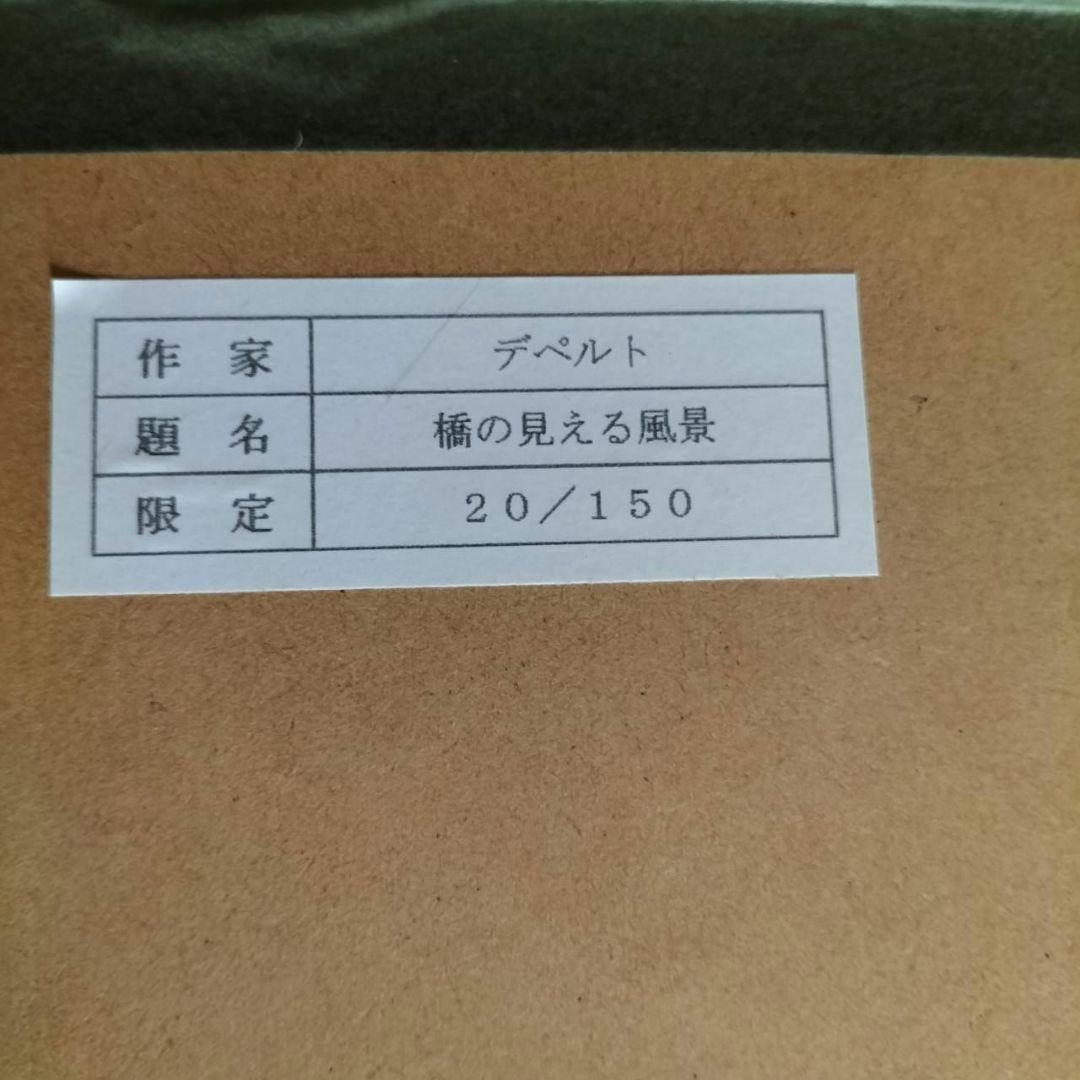 作 家 デペルト
題 名 橋の見える風景
限 定 20/150